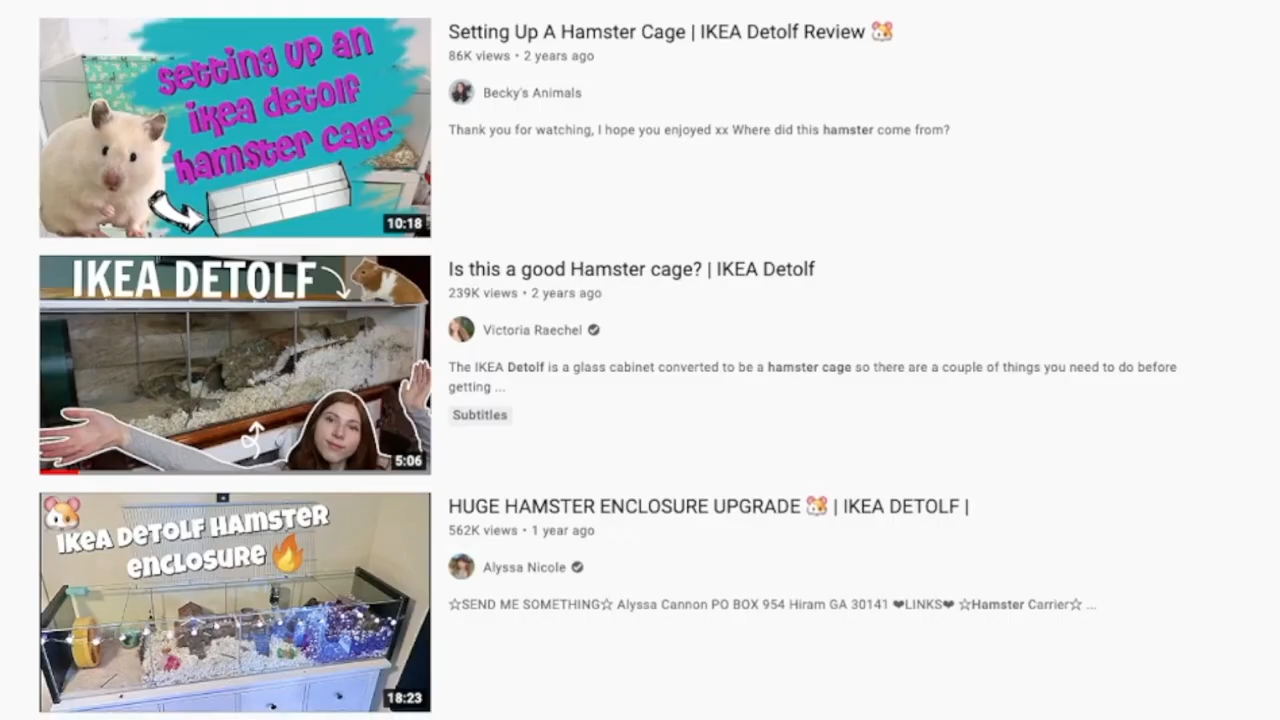 setting up an
ikea detolf
hamster cage
10:18
Setting Up A Hamster Cage | IKEA Detolf Review 🐹
86K views • 2 years ago
Becky's Animals
Thank you for watching, I hope you enjoyed xx Where did this hamster come from?
IKEA DETOLF
5:06
Is this a good Hamster cage? | IKEA Detolf
239K views • 2 years ago
Victoria Raechel
The IKEA Detolf is a glass cabinet converted to be a hamster cage so there are a couple of things you need to do before
getting ...
Subtitles
IKEA DETOLF HAMSTER
ENCLOSURE 🔥
18:23
HUGE HAMSTER ENCLOSURE UPGRADE 🐹 | IKEA DETOLF |
562K views • 1 year ago
Alyssa Nicole
☆SEND ME SOMETHING☆ Alyssa Cannon PO BOX 954 Hiram GA 30141 ❤LINKS❤ ☆Hamster Carrier☆ ...